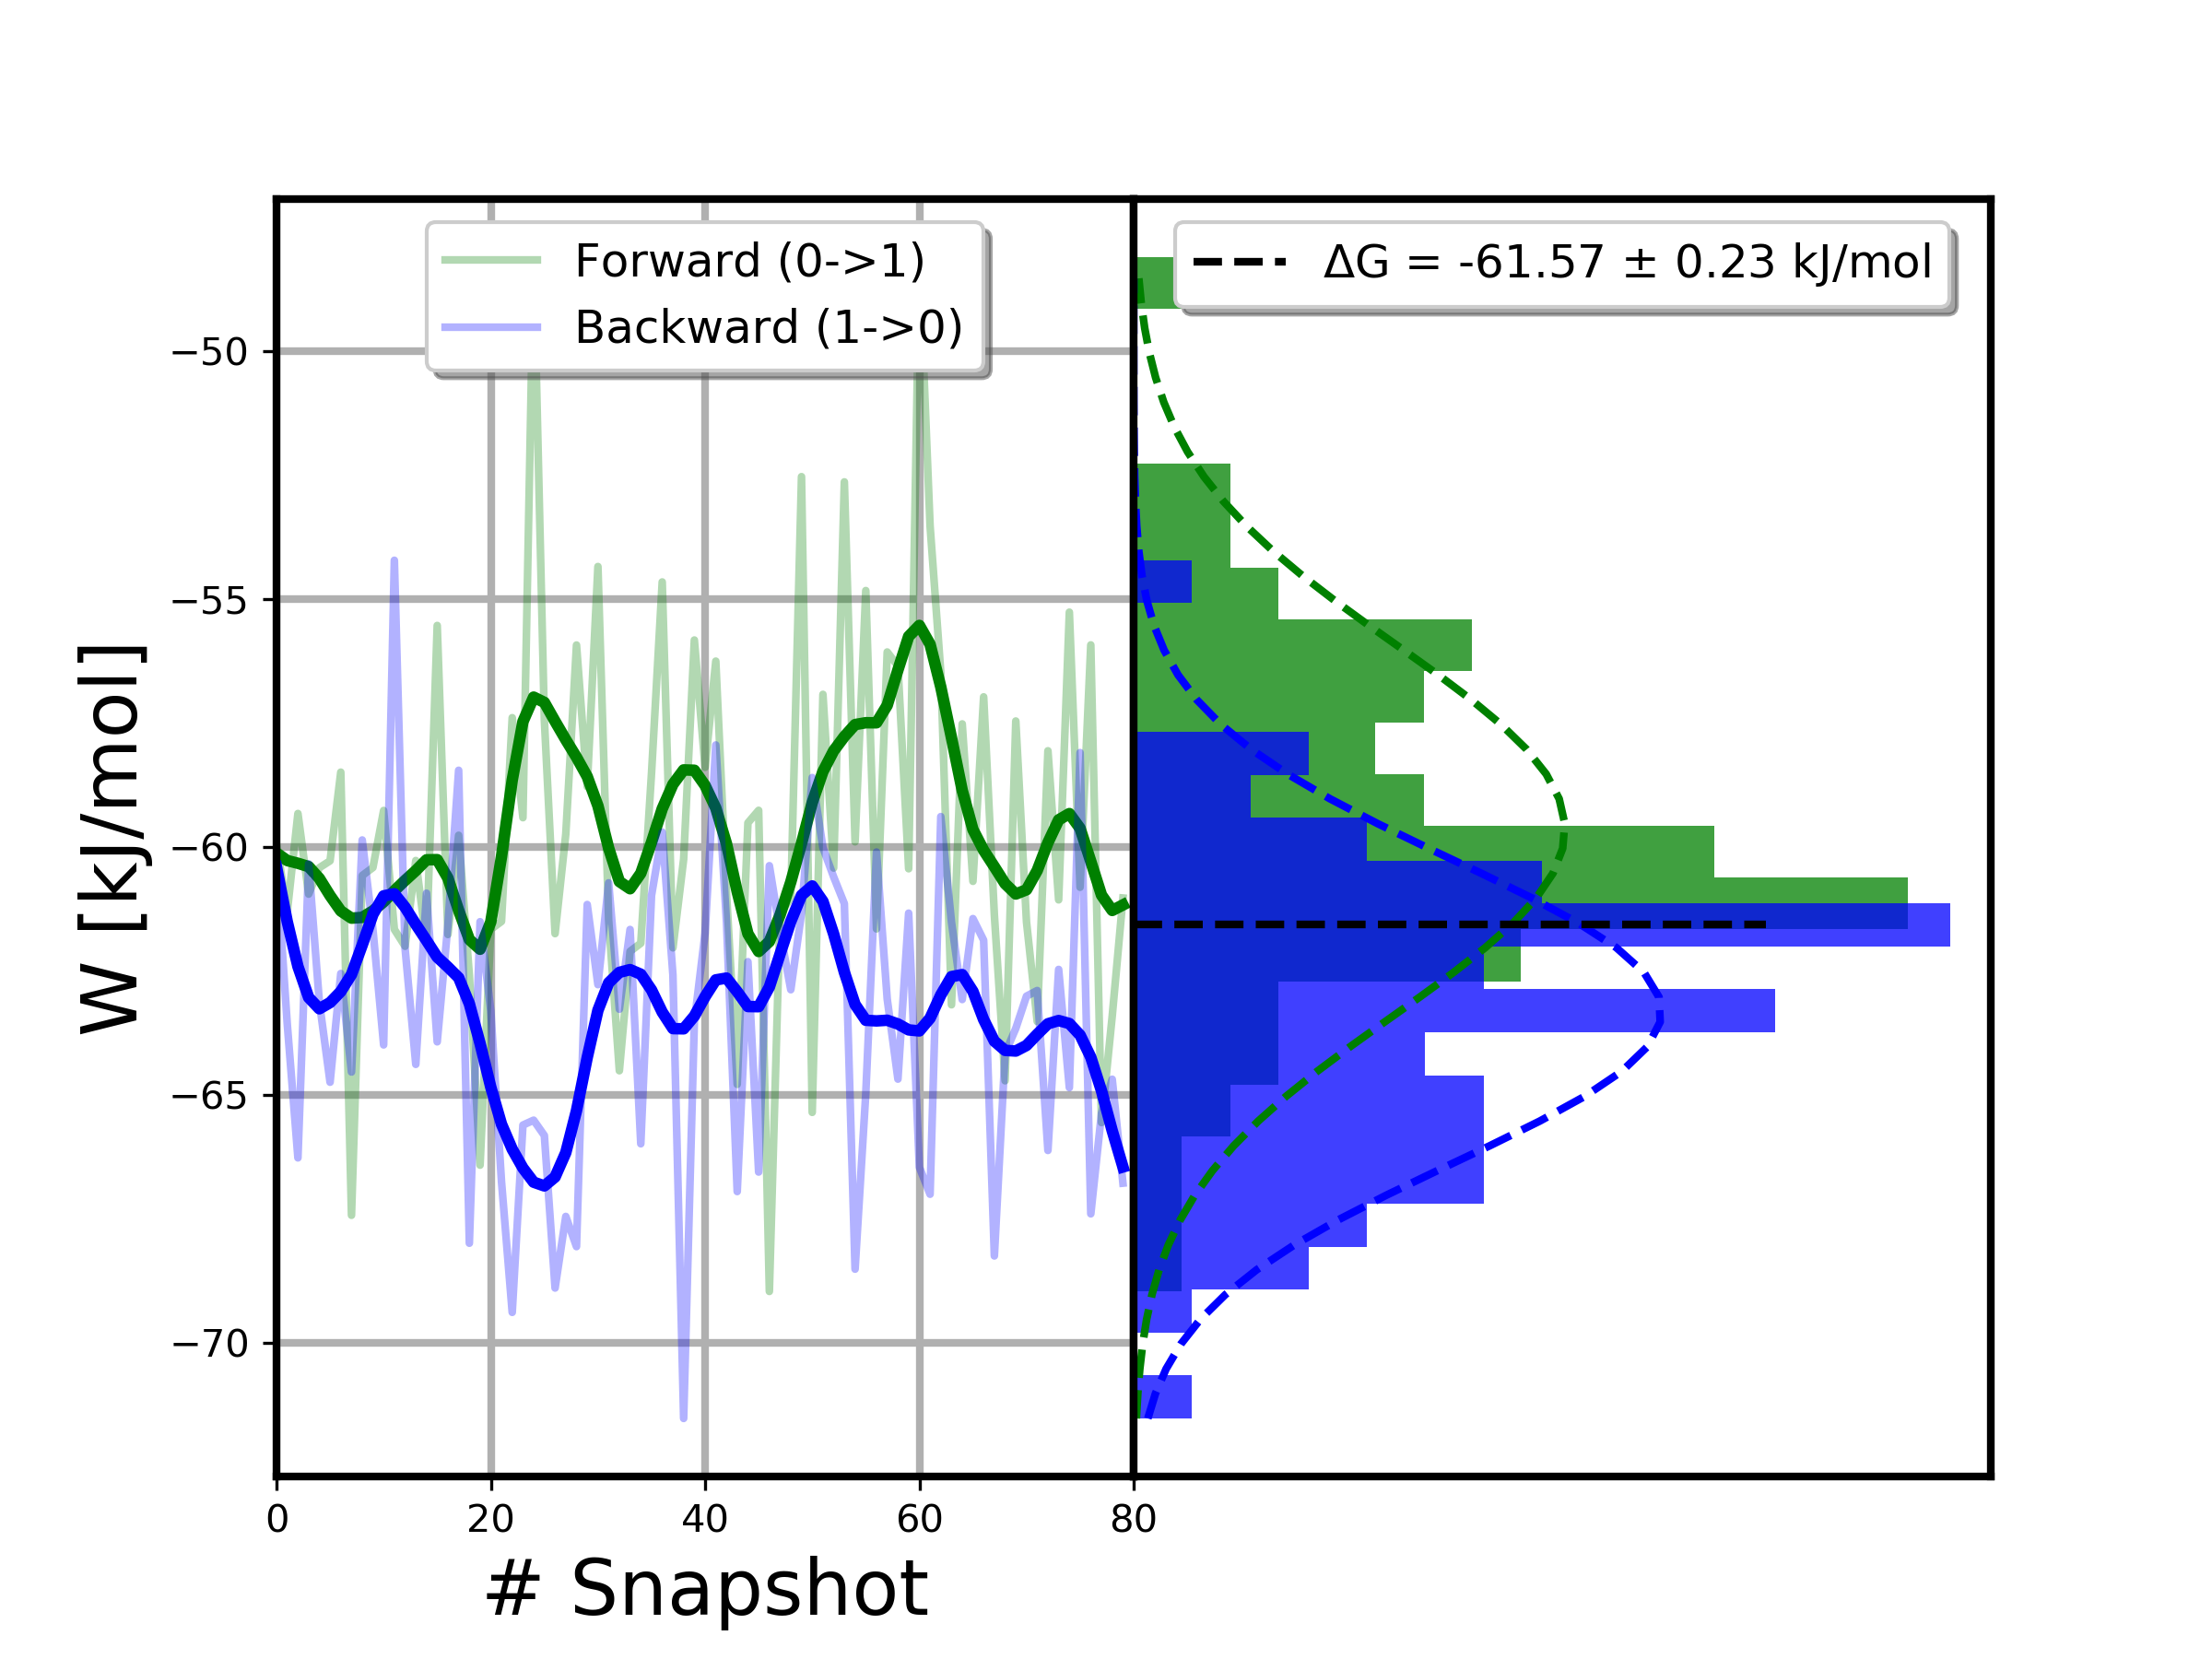 Forward (0->1)
Backward (1->0)
ΔG = -61.57 ± 0.23 kJ/mol
W [kJ/mol]
−50
−55
−60
−65
−70
0 20 40 60 80
# Snapshot